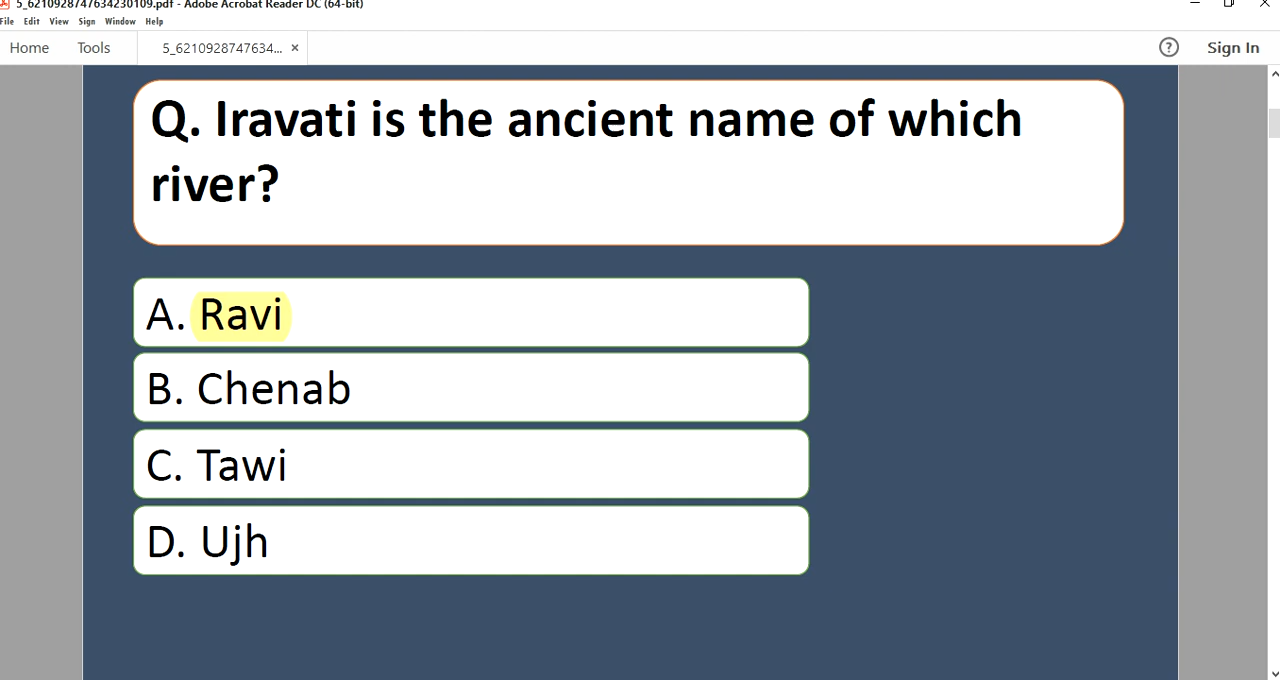 5_6210928747634230109.pdf - Adobe Acrobat Reader DC (64-bit)
File Edit View Sign Window Help
Home Tools 5_6210928747634... × ? Sign In
Q. Iravati is the ancient name of which
river?
A. Ravi
B. Chenab
C. Tawi
D. Ujh